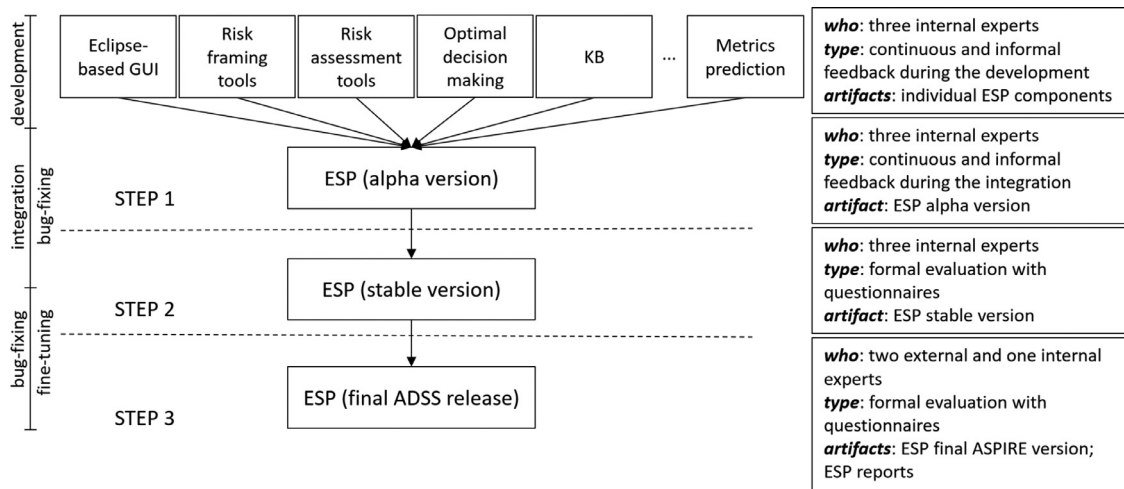 development
Eclipse-
based GUI
Risk
framing
tools
Risk
assessment
tools
Optimal
decision
making
KB
...
Metrics
prediction
who: three internal experts
type: continuous and informal
feedback during the development
artifacts: individual ESP components
integration
bug-fixing
STEP 1
ESP (alpha version)
who: three internal experts
type: continuous and informal
feedback during the integration
artifact: ESP alpha version
STEP 2
ESP (stable version)
who: three internal experts
type: formal evaluation with
questionnaires
artifact: ESP stable version
bug-fixing
fine-tuning
STEP 3
ESP (final ADSS release)
who: two external and one internal
experts
type: formal evaluation with
questionnaires
artifacts: ESP final ASPIRE version;
ESP reports